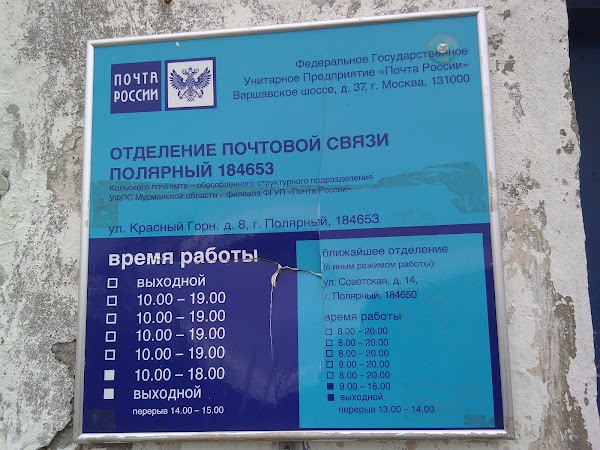 ПОЧТА
РОССИИ
Федеральное Государственное
Унитарное Предприятие «Почта России»
Варшавское шоссе, д. 37, г. Москва, 131000
ОТДЕЛЕНИЕ ПОЧТОВОЙ СВЯЗИ
ПОЛЯРНЫЙ 184653
Кольского почтамта – обособленного структурного подразделения
УФПС Мурманской области – филиала ФГУП «Почта России»
ул. Красный Горн, д. 8, г. Полярный, 184653
время работы
выходной
10.00 – 19.00
10.00 – 19.00
10.00 – 19.00
10.00 – 19.00
10.00 – 18.00
выходной
перерыв 14.00 – 15.00
ближайшее отделение
(с иным режимом работы):
ул. Советская, д. 14,
г. Полярный, 184650
время работы
8.00 – 20.00
8.00 – 20.00
8.00 – 20.00
8.00 – 20.00
8.00 – 20.00
9.00 – 18.00
выходной
перерыв 13.00 – 14.00